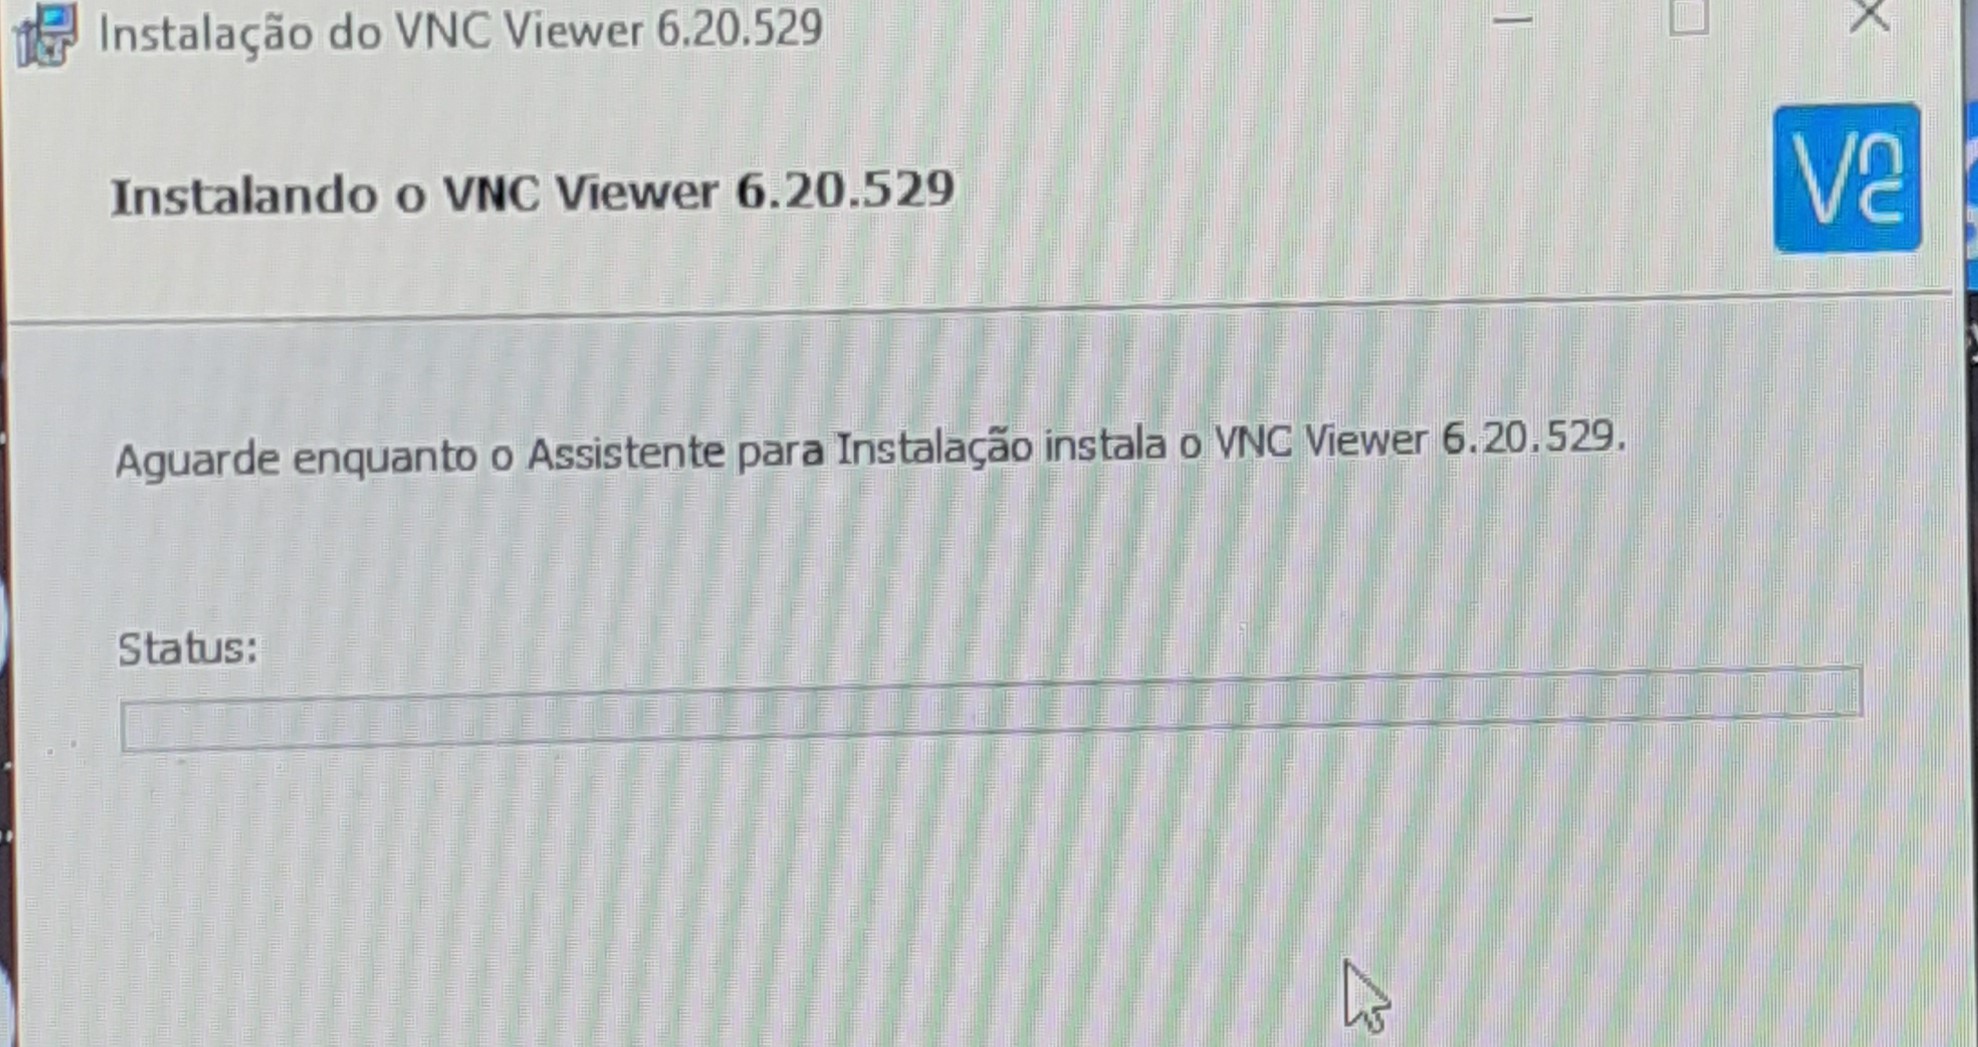 Instalação do VNC Viewer 6.20.529
Instalando o VNC Viewer 6.20.529
V2
Aguarde enquanto o Assistente para Instalação instala o VNC Viewer 6.20.529.
Status: